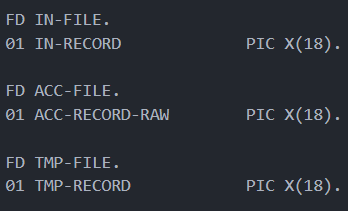 FD IN-FILE.
01 IN-RECORD PIC X(18).
FD ACC-FILE.
01 ACC-RECORD-RAW PIC X(18).
FD TMP-FILE.
01 TMP-RECORD PIC X(18).